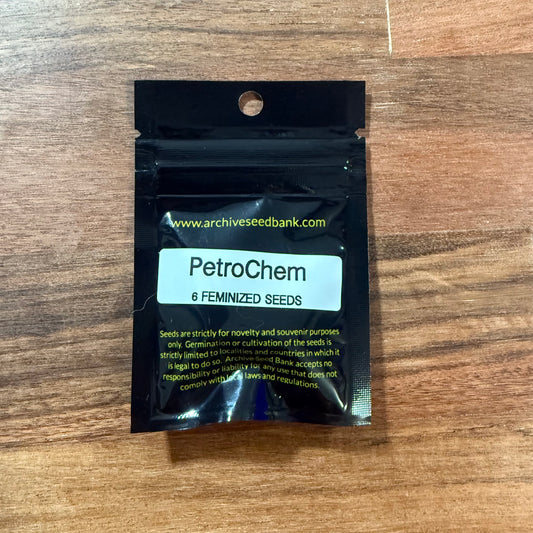 www.archiveseedbank.com
PetroChem
6 FEMINIZED SEEDS
Seeds are strictly for novelty and souvenir purposes
only. Germination or cultivation of the seeds is
strictly limited to localities and countries in which it
is legal to do so. Archive Seed Bank accepts no
responsibility or liability for any use that does not
comply with local laws and regulations.